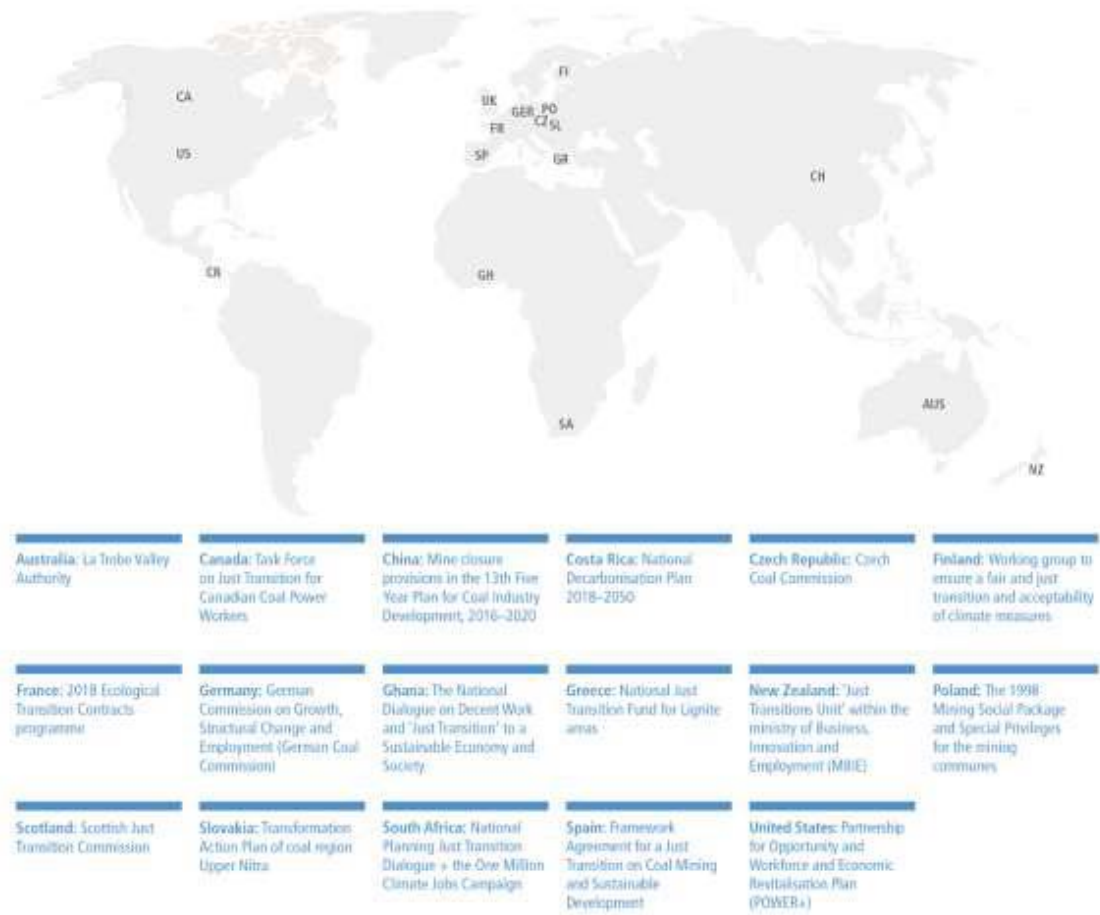 FI
CA
UK
GER PO
CZ SL
FR
US
SP
GR
CH
CR
GH
AUS
SA
NZ
Australia: La Trobe Valley
Authority
Canada: Task Force
on Just Transition for
Canadian Coal Power
Workers
China: Mine closure
provisions in the 13th Five
Year Plan for Coal Industry
Development, 2016–2020
Costa Rica: National
Decarbonisation Plan
2018–2050
Czech Republic: Czech
Coal Commission
Finland: Working group to
ensure a fair and just
transition and acceptability
of climate measures
France: 2018 Ecological
Transition Contracts
programme
Germany: German
Commission on Growth,
Structural Change and
Employment (German Coal
Commission)
Ghana: The National
Dialogue on Decent Work
and 'Just Transition' to a
Sustainable Economy and
Society
Greece: National Just
Transition Fund for Lignite
areas
New Zealand: 'Just
Transitions Unit' within the
ministry of Business,
Innovation and
Employment (MBIE)
Poland: The 1998
Mining Social Package
and Special Privileges
for the mining
communes
Scotland: Scottish Just
Transition Commission
Slovakia: Transformation
Action Plan of coal region
Upper Nitra
South Africa: National
Planning Just Transition
Dialogue + the One Million
Climate Jobs Campaign
Spain: Framework
Agreement for a Just
Transition on Coal Mining
and Sustainable
Development
United States: Partnership
for Opportunity and
Workforce and Economic
Revitalisation Plan
(POWER+)